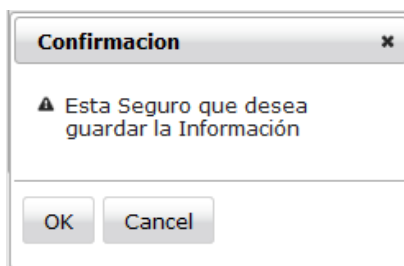 Confirmacion
Esta Seguro que desea
guardar la Información
OK Cancel